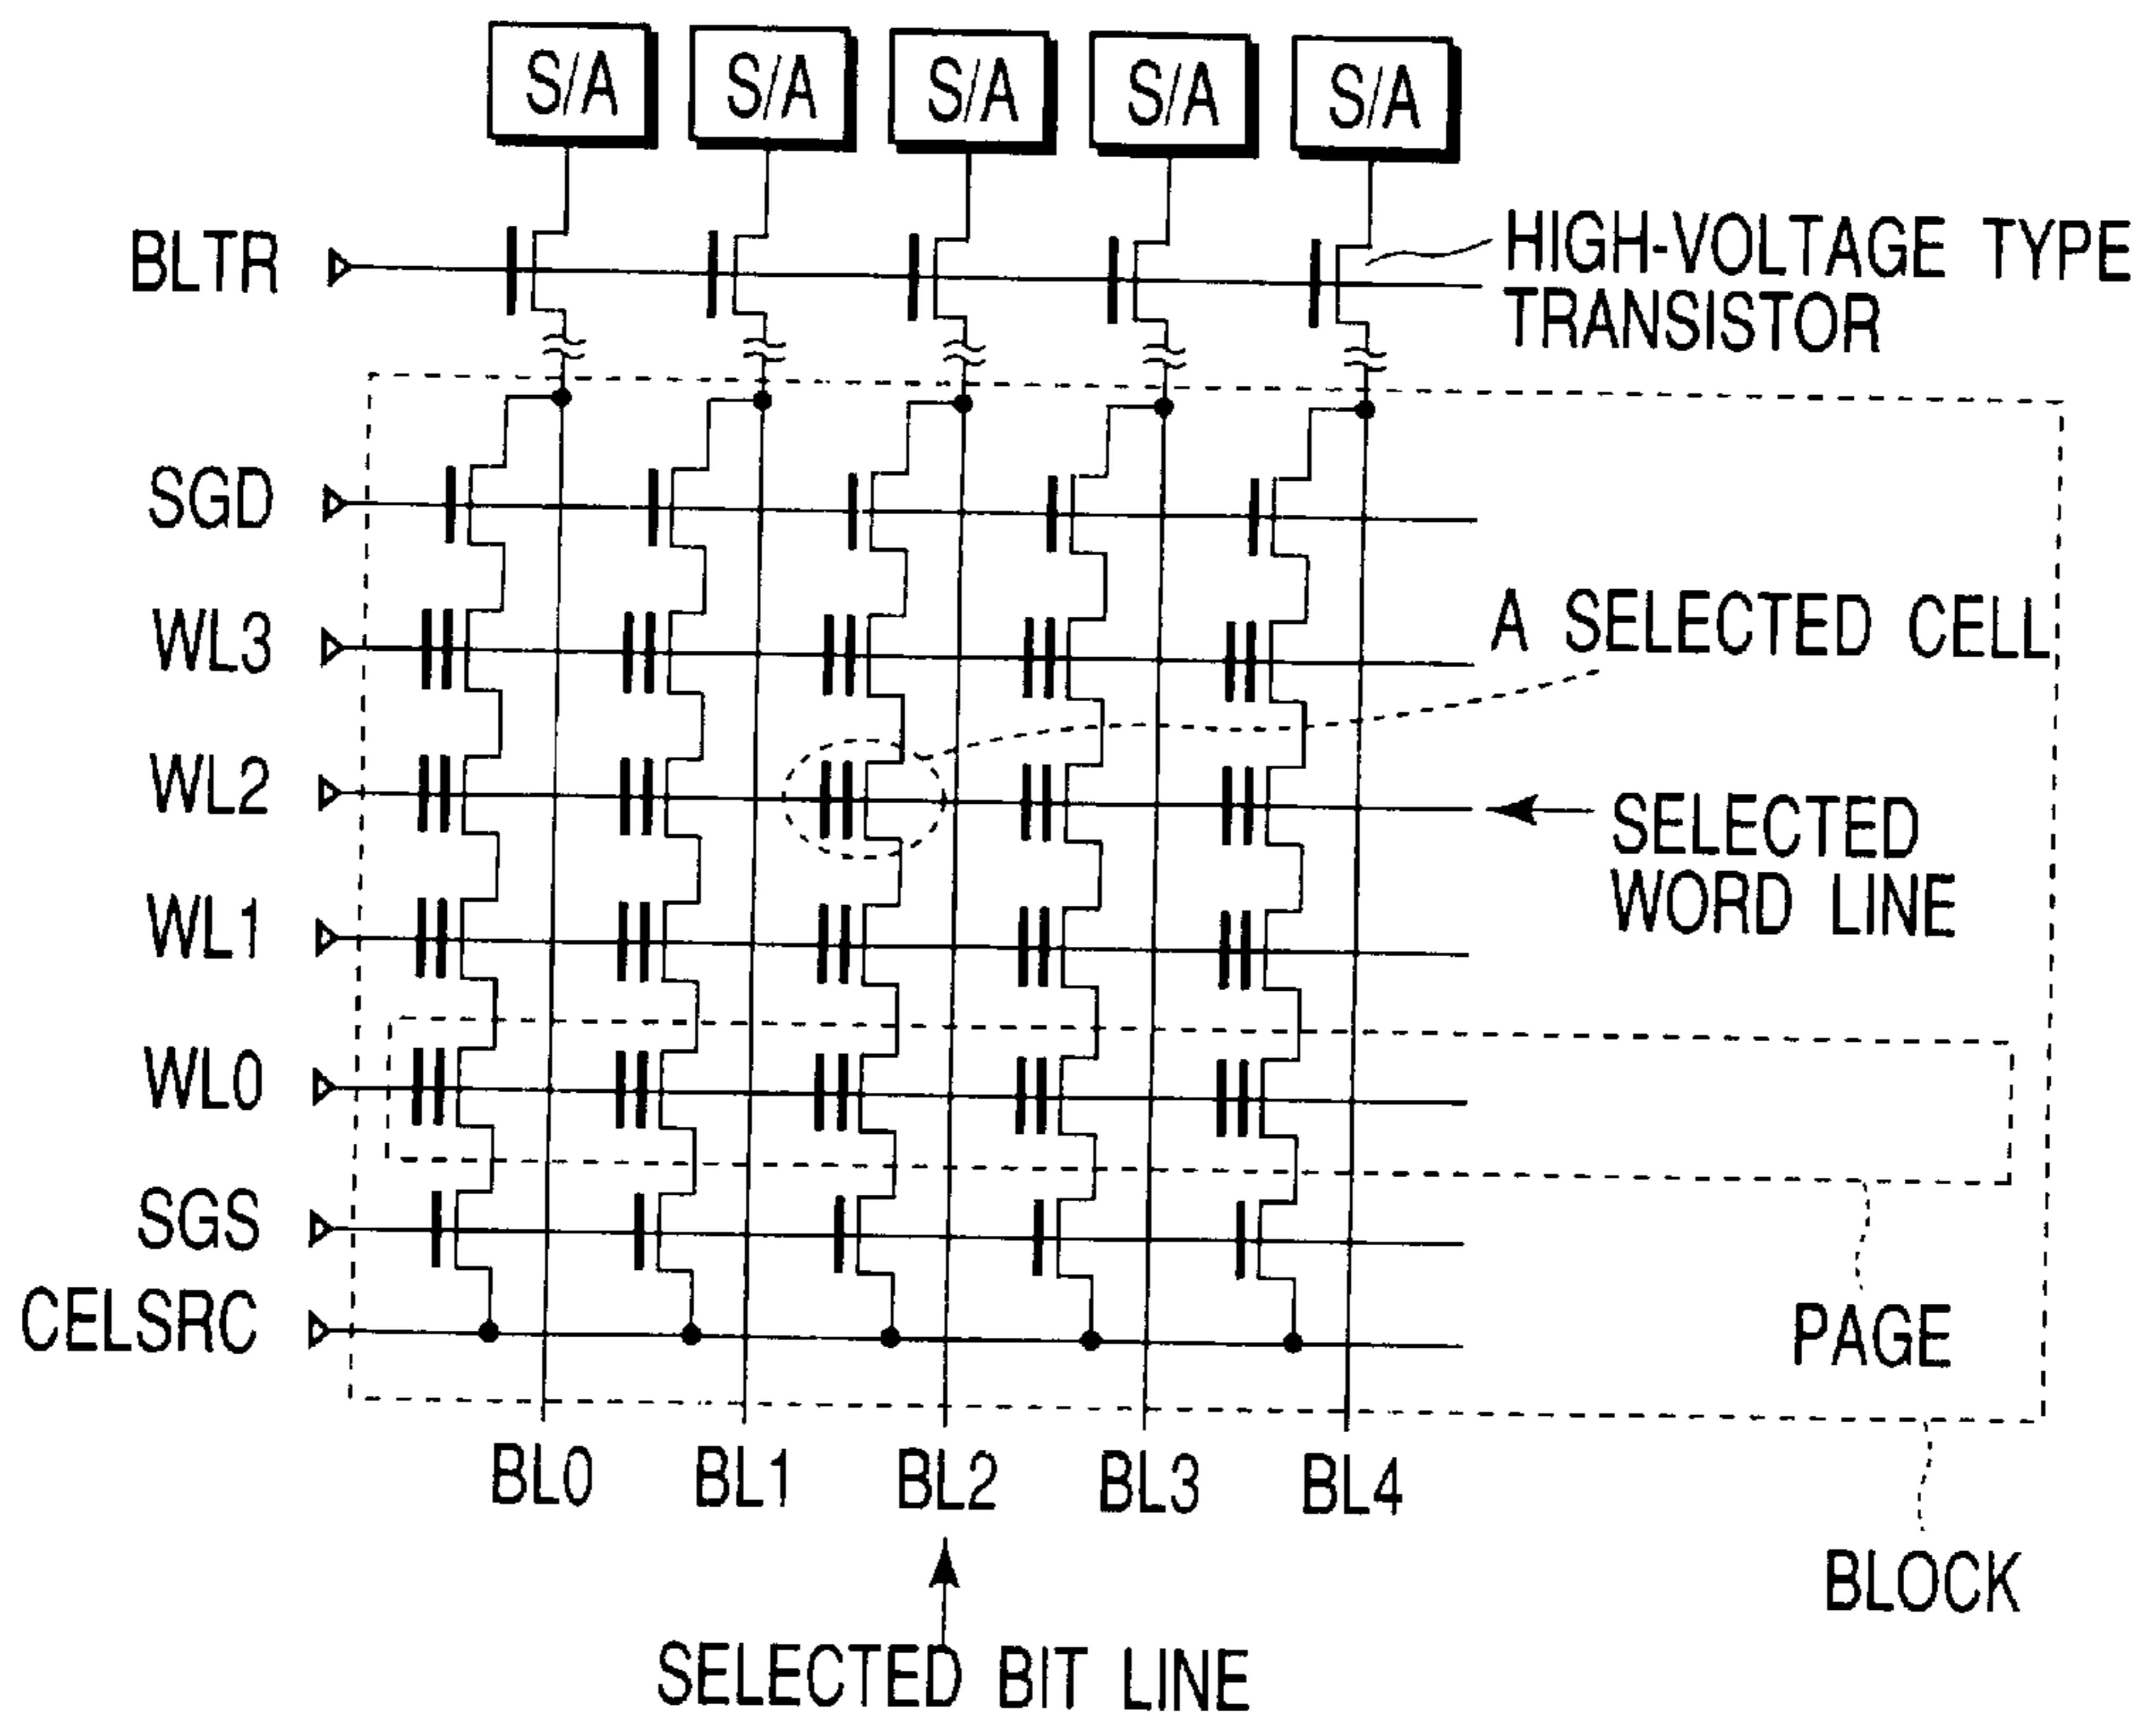 S/A S/A S/A S/A S/A
BLTR
HIGH-VOLTAGE TYPE
TRANSISTOR
SGD
WL3
A SELECTED CELL
WL2
SELECTED
WORD LINE
WL1
WL0
SGS
CELSRC
PAGE
BL0 BL1 BL2 BL3 BL4
BLOCK
SELECTED BIT LINE